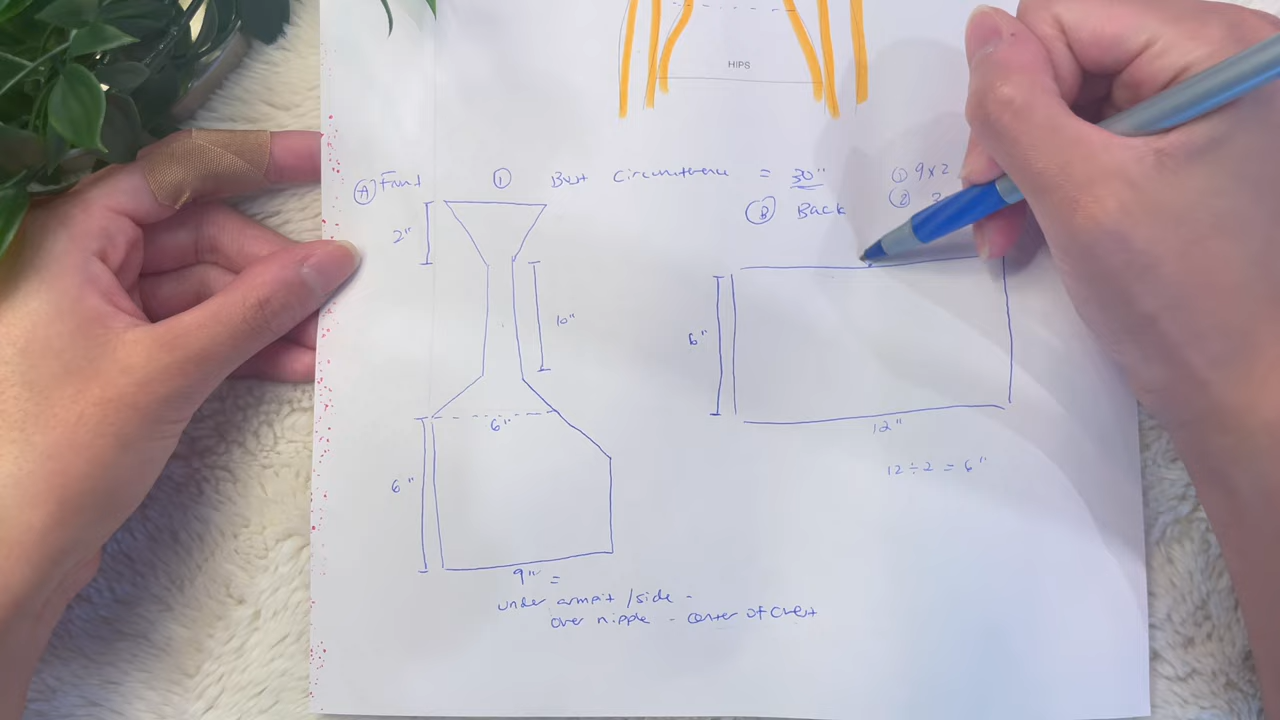 HIPS
Ⓐ Front
① Bust Circumference = 30"
① 9x2
②
Ⓑ Back
2"
10"
6"
6"
6"
12"
12÷2 = 6"
9" =
under armpit / side -
over nipple - center of chest